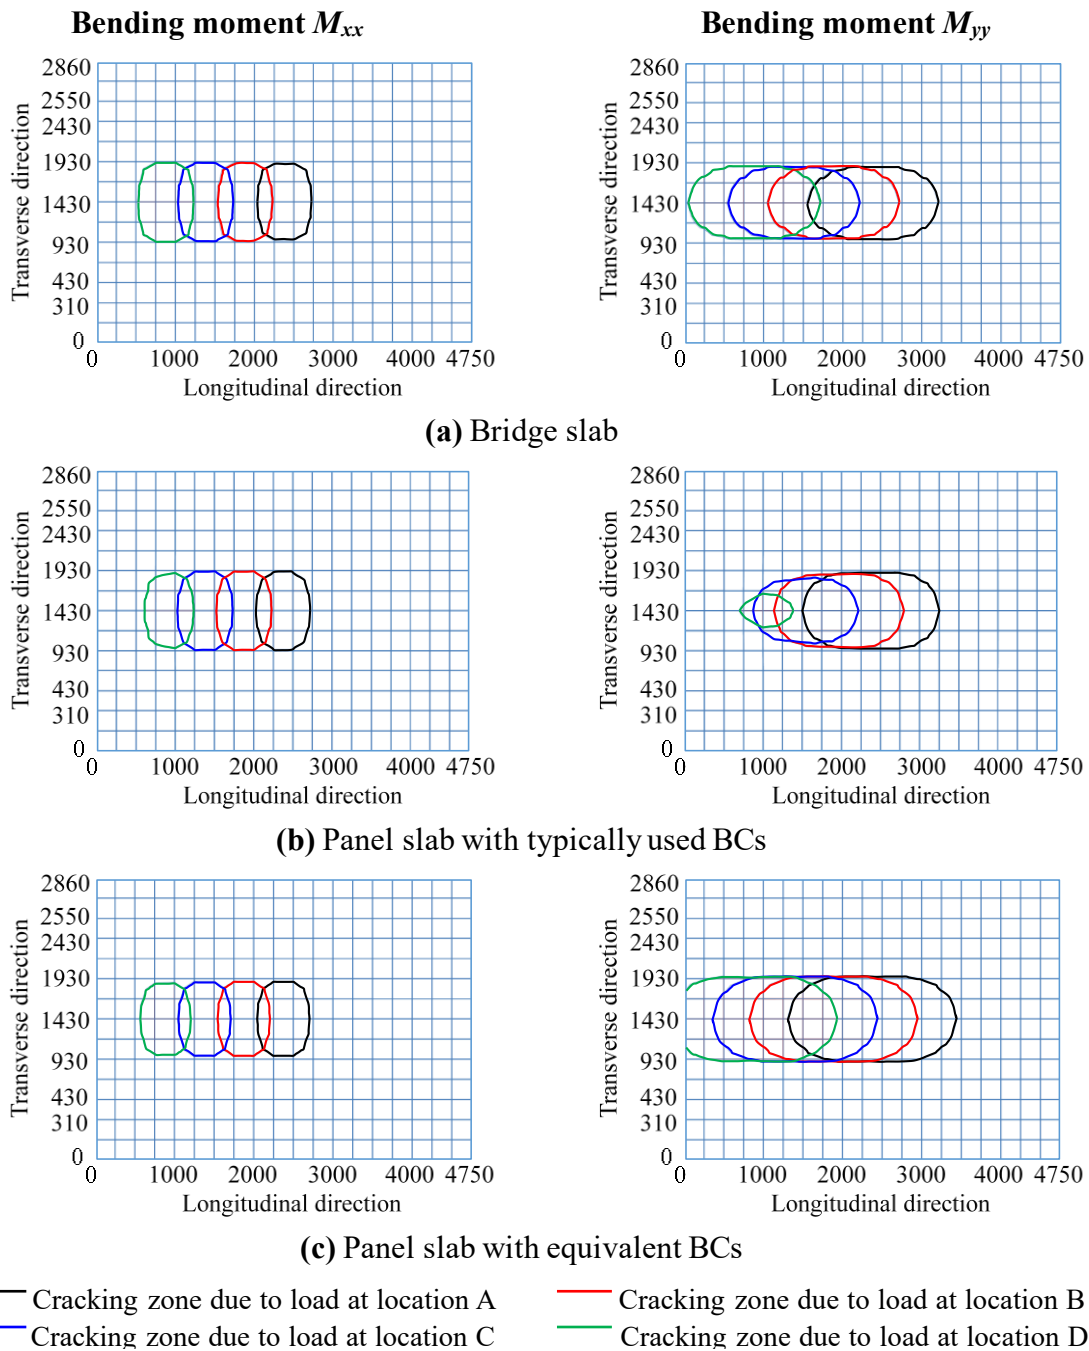 Bending moment Mxx
Bending moment Myy
Transverse direction
2860
2550
2430
1930
1430
930
430
310
0
0 1000 2000 3000 4000 4750
Longitudinal direction
Transverse direction
2860
2550
2430
1930
1430
930
430
310
0
0 1000 2000 3000 4000 4750
Longitudinal direction
(a) Bridge slab
Transverse direction
2860
2550
2430
1930
1430
930
430
310
0
0 1000 2000 3000 4000 4750
Longitudinal direction
Transverse direction
2860
2550
2430
1930
1430
930
430
310
0
0 1000 2000 3000 4000 4750
Longitudinal direction
(b) Panel slab with typically used BCs
Transverse direction
2860
2550
2430
1930
1430
930
430
310
0
0 1000 2000 3000 4000 4750
Longitudinal direction
Transverse direction
2860
2550
2430
1930
1430
930
430
310
0
0 1000 2000 3000 4000 4750
Longitudinal direction
(c) Panel slab with equivalent BCs
Cracking zone due to load at location A
Cracking zone due to load at location B
Cracking zone due to load at location C
Cracking zone due to load at location D